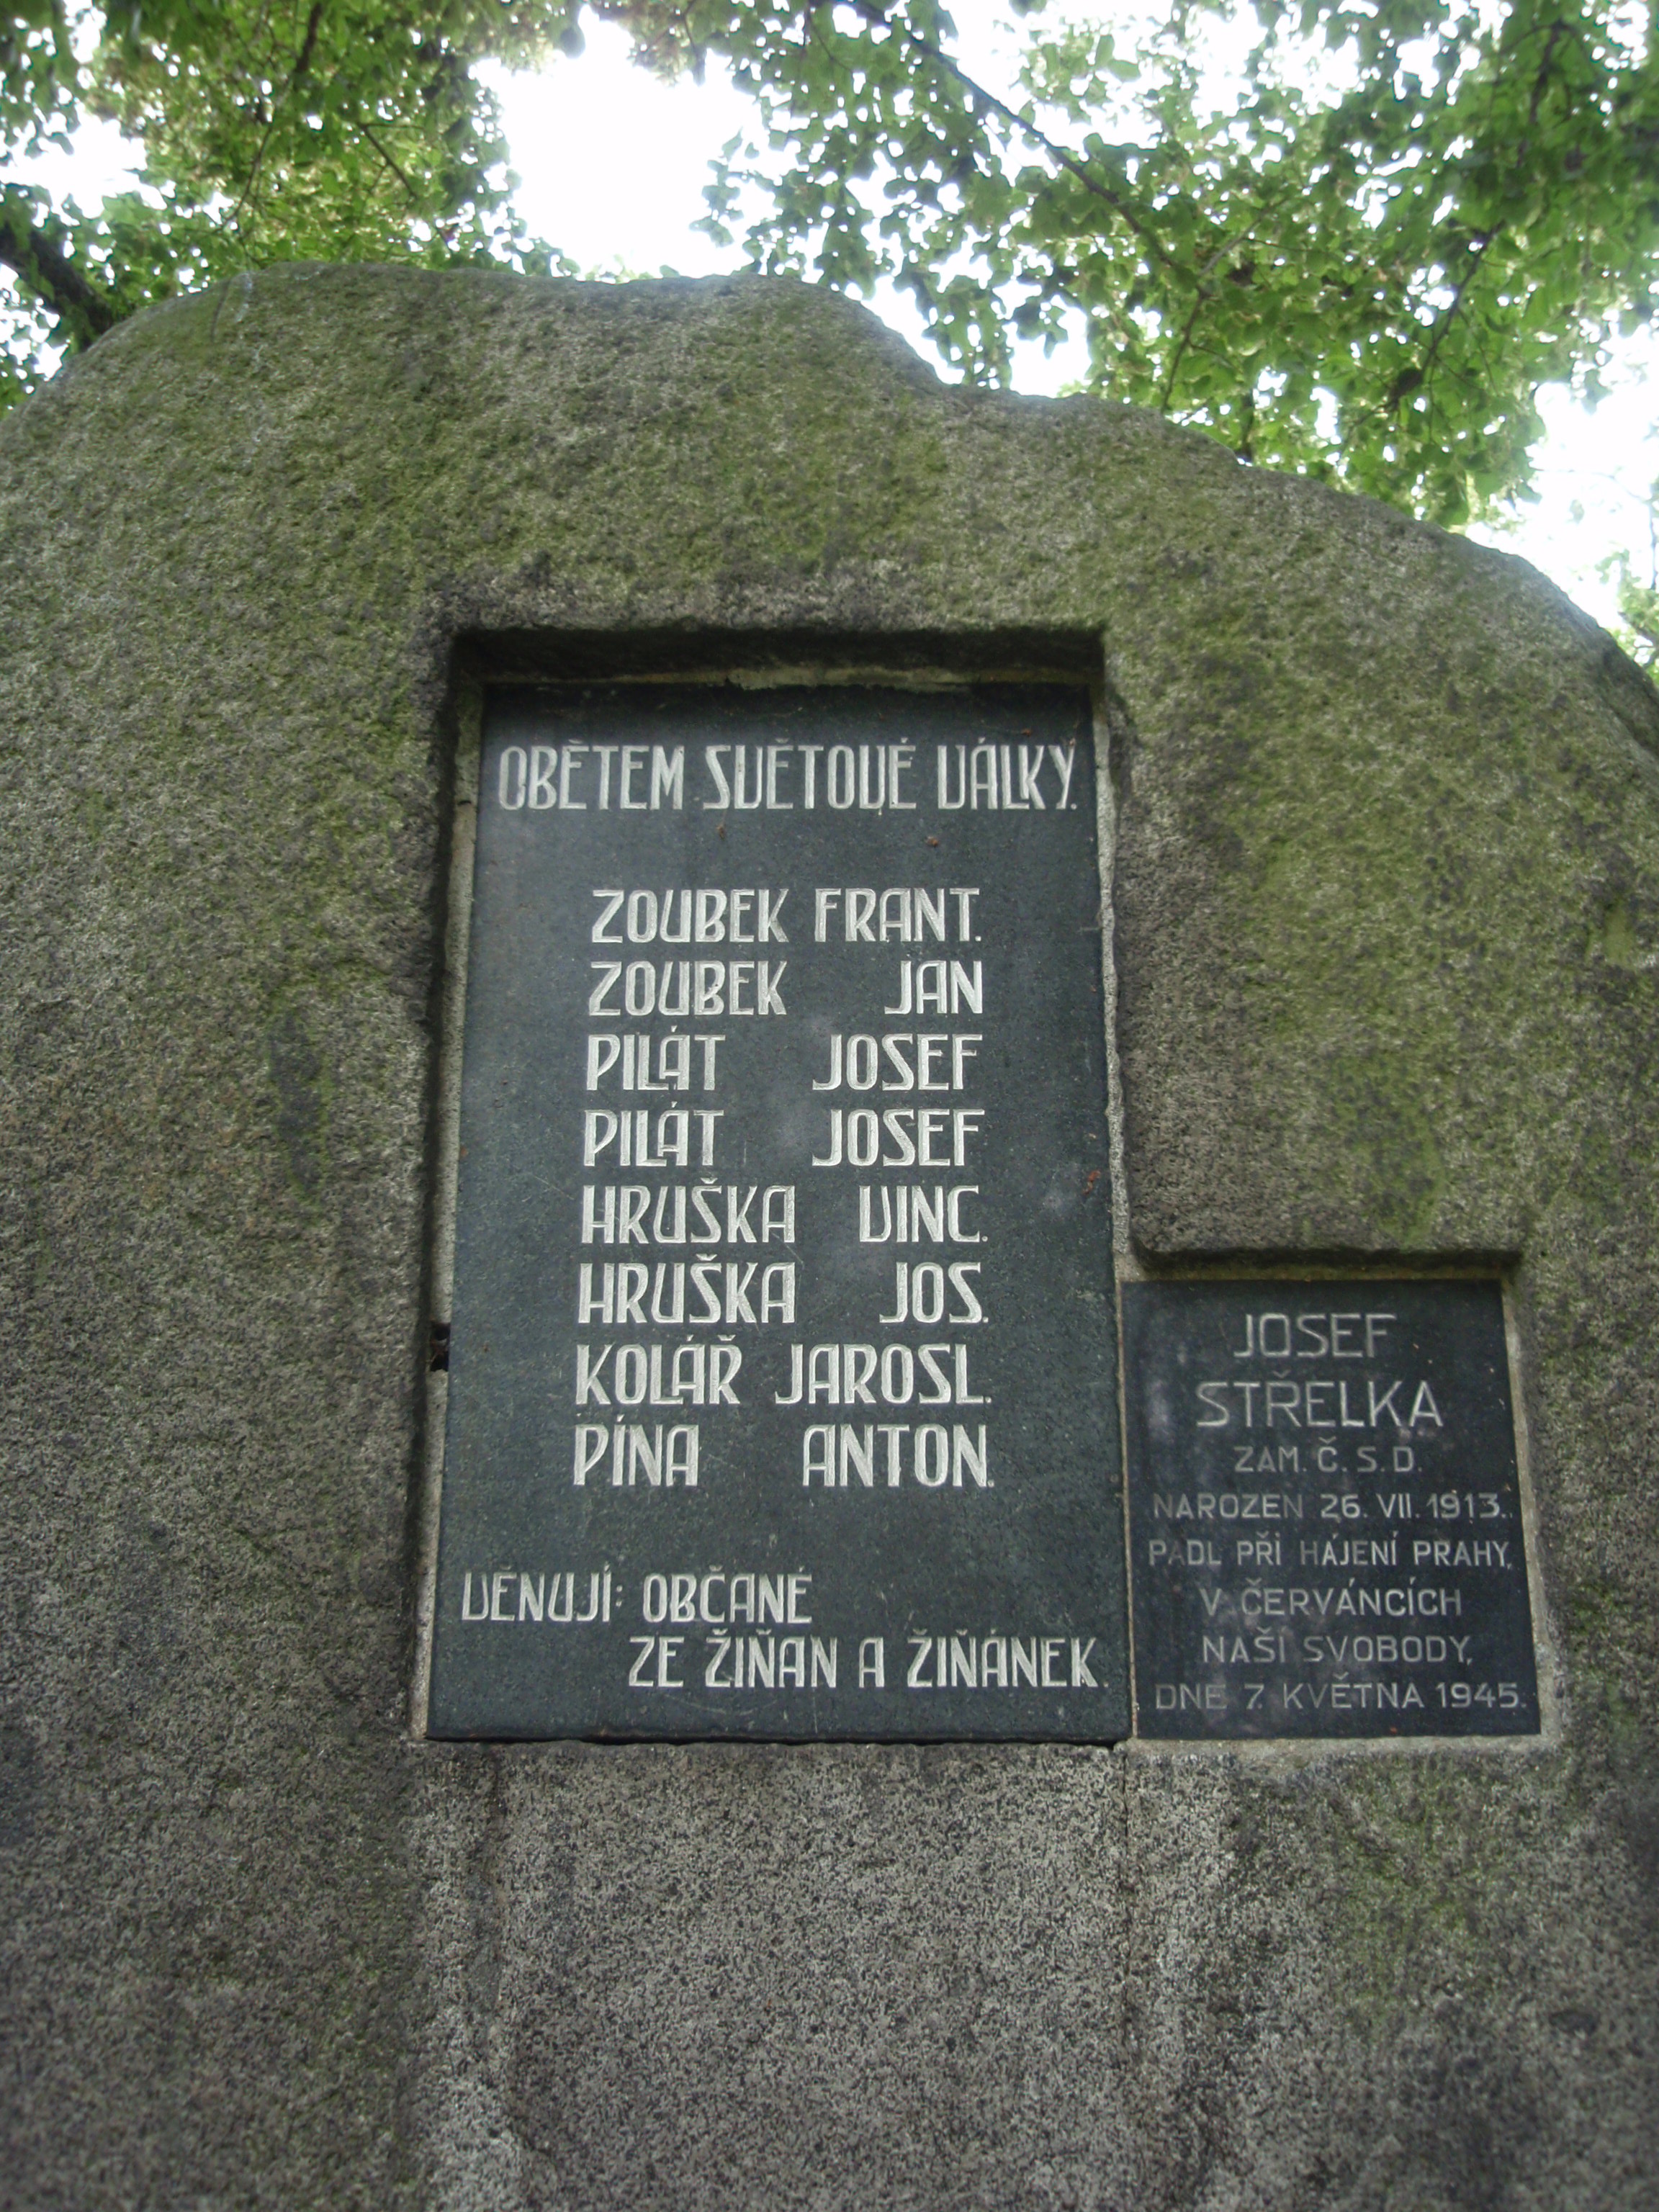 OBĚTEM SVĚTOVÉ VÁLKY.
ZOUBEK FRANT.
ZOUBEK JAN
PILÁT JOSEF
PILÁT JOSEF
HRUŠKA VINC.
HRUŠKA JOS.
KOLÁŘ JAROSL.
PÍNA ANTON.
VĚNUJÍ: OBČANÉ
ZE ŽIŇAN A ŽIŇÁNEK.
JOSEF
STŘELKA
ZAM. Č. S. D.
NAROZEN 26. VII. 1913.
PADL PŘI HÁJENÍ PRAHY,
V ČERVÁNCÍCH
NAŠÍ SVOBODY,
DNE 7. KVĚTNA 1945.